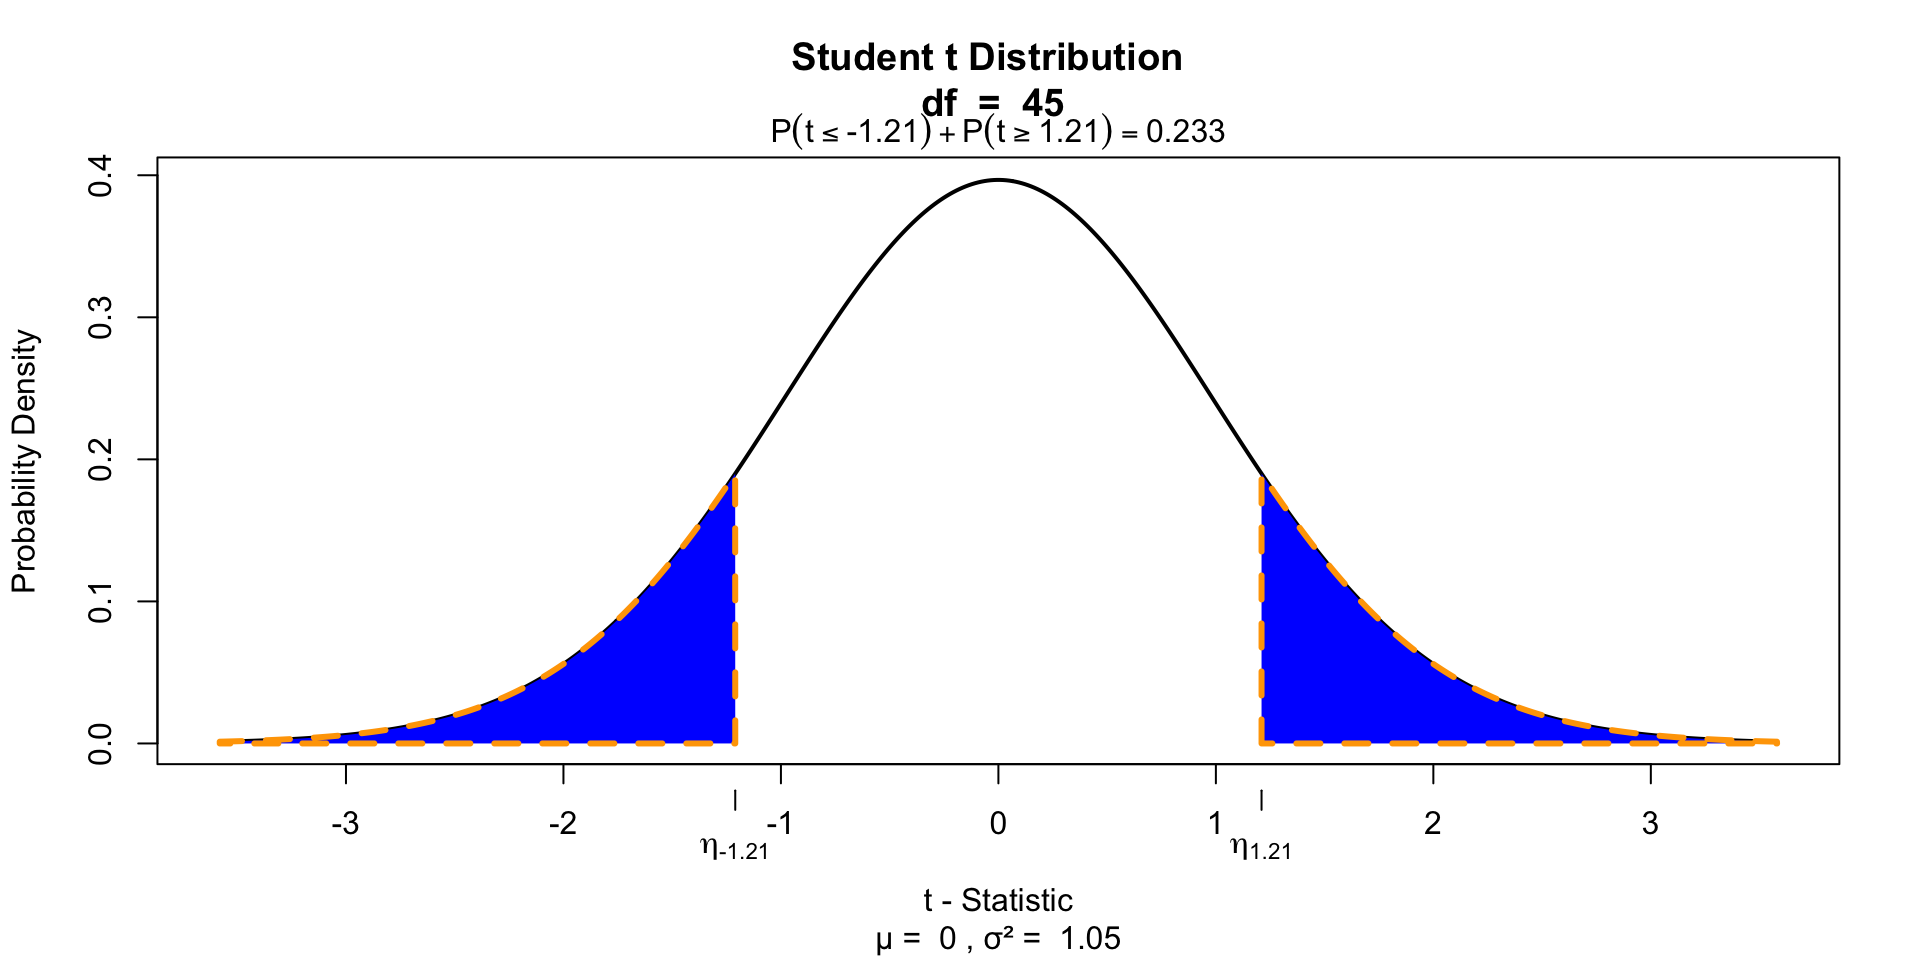 Student t Distribution
df = 45
P(t ≤ -1.21) + P(t ≥ 1.21) = 0.233
Probability Density
0.4
0.3
0.2
0.1
0.0
-3 -2 -1 0 1 2 3
η-1.21 η1.21
t - Statistic
μ = 0 , σ² = 1.05